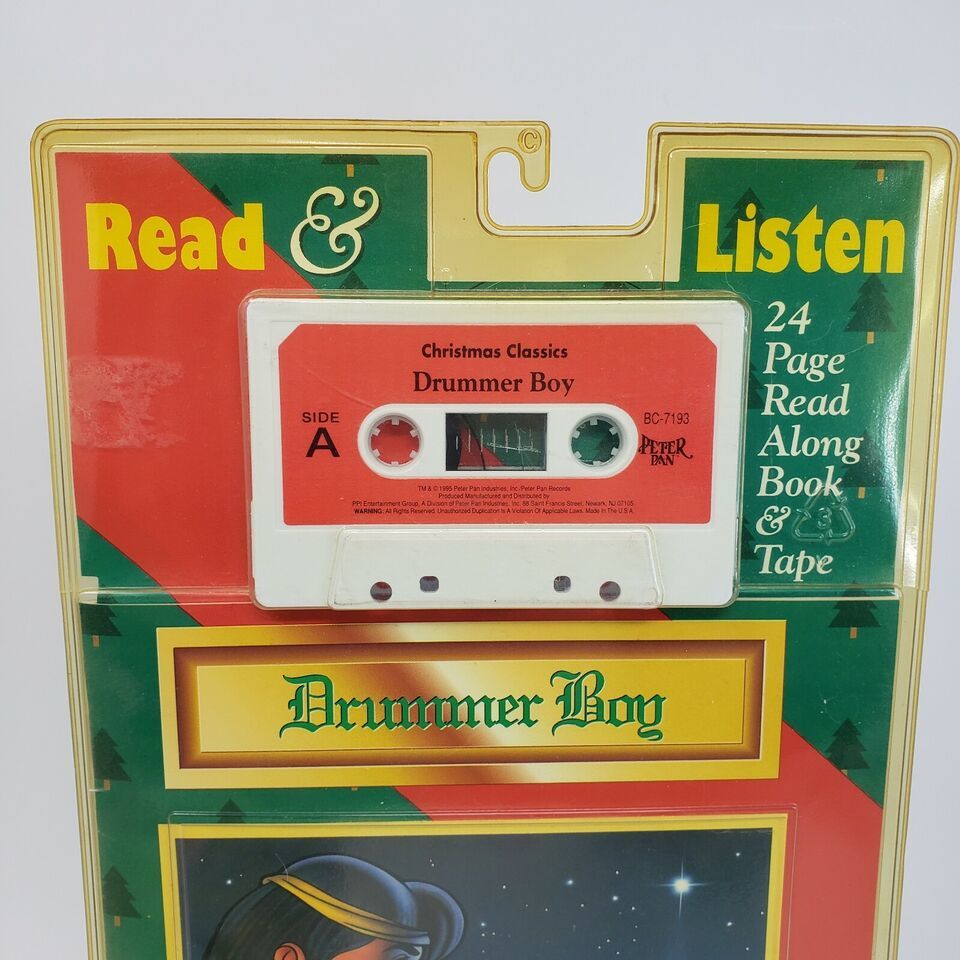 ©
Read & Listen
24
Page
Read
Along
Book
&
Tape
3
Christmas Classics
Drummer Boy
SIDE
A
BC-7193
PETER
PAN
TM & © 1995 Peter Pan Industries, Inc./Peter Pan Records
Produced Manufactured and Distributed by
PPI Entertainment Group, A Division of Peter Pan Industries, Inc. 88 Saint Francis Street, Newark, NJ 07105
WARNING: All Rights Reserved. Unauthorized Duplication Is A Violation Of Applicable Laws. Made In The U.S.A.
Drummer Boy